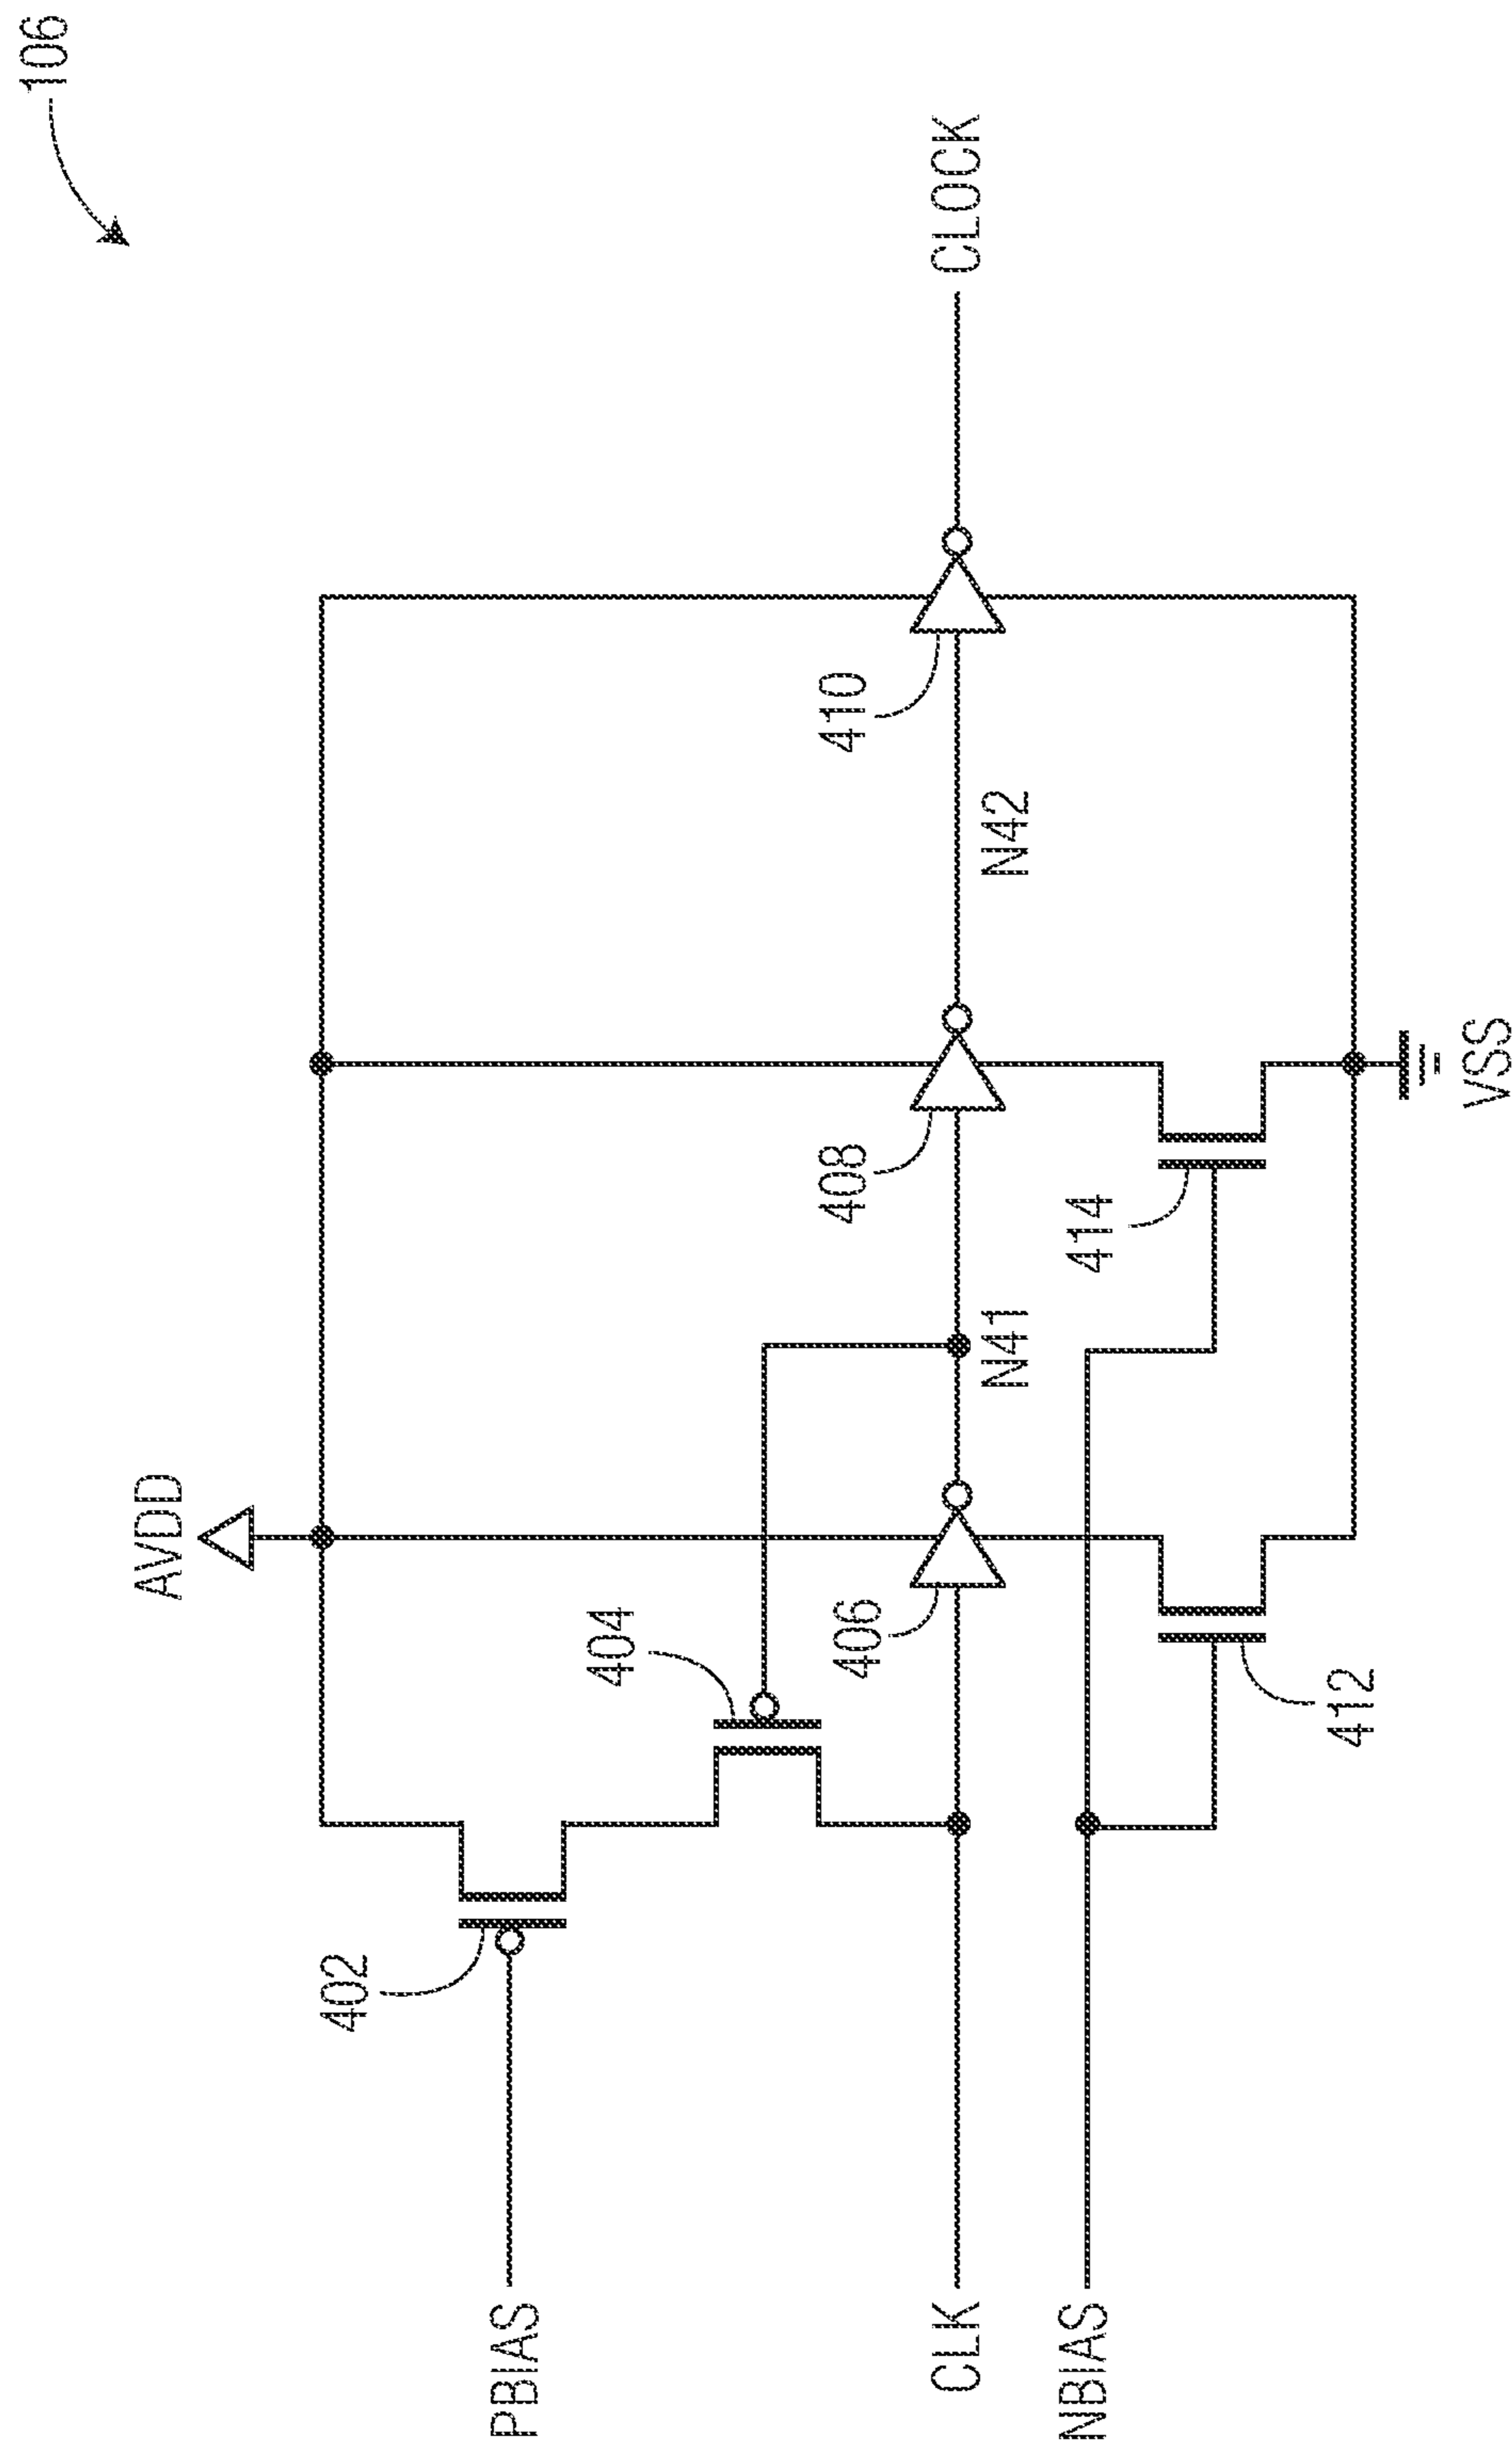 106
AVDD
402
404
PBIAS
406
408
410
CLOCK
CLK
N41
N42
NBIAS
414
412
VSS